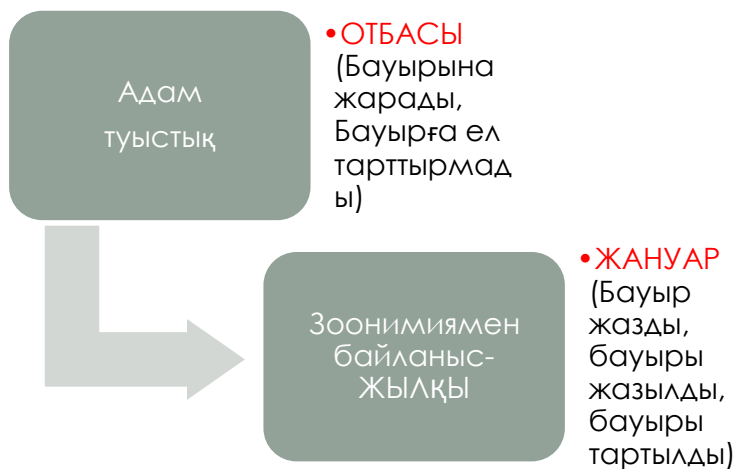 Адам
туыстық
•ОТБАСЫ
(Бауырына
жарады,
Бауырға ел
тарттырмад
ы)
Зоонимиямен
байланыс-
ЖЫЛҚЫ
•ЖАНУАР
(Бауыр
жазды,
бауыры
жазылды,
бауыры
тартылды)